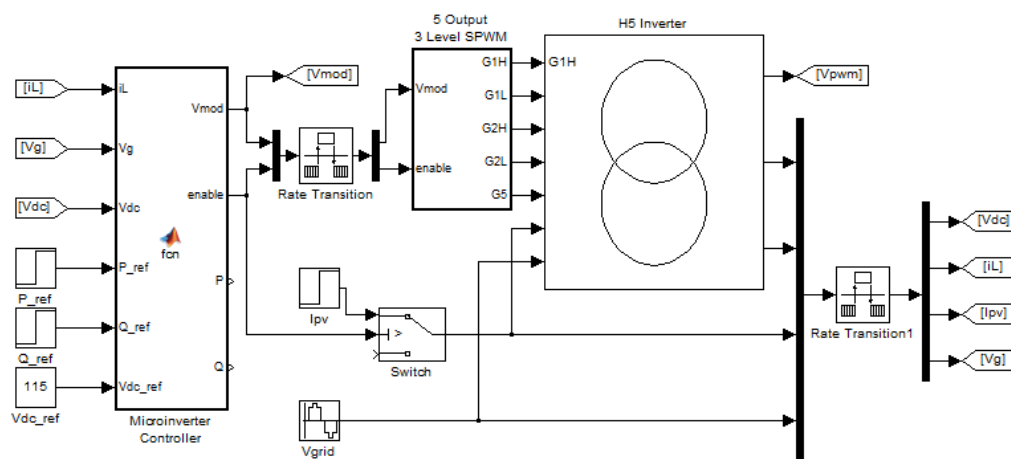 5 Output
3 Level SPWM
H5 Inverter
[iL]
[Vg]
[Vdc]
P_ref
Q_ref
115
Vdc_ref
iL
Vg
Vdc
P_ref
Q_ref
Vdc_ref
fcn
Vmod
enable
P
Q
Microinverter
Controller
[Vmod]
Rate Transition
Vmod
enable
G1H
G1L
G2H
G2L
G5
G1H
[Vpwm]
Ipv
>
Switch
Vgrid
Rate Transition1
[Vdc]
[iL]
[Ipv]
[Vg]